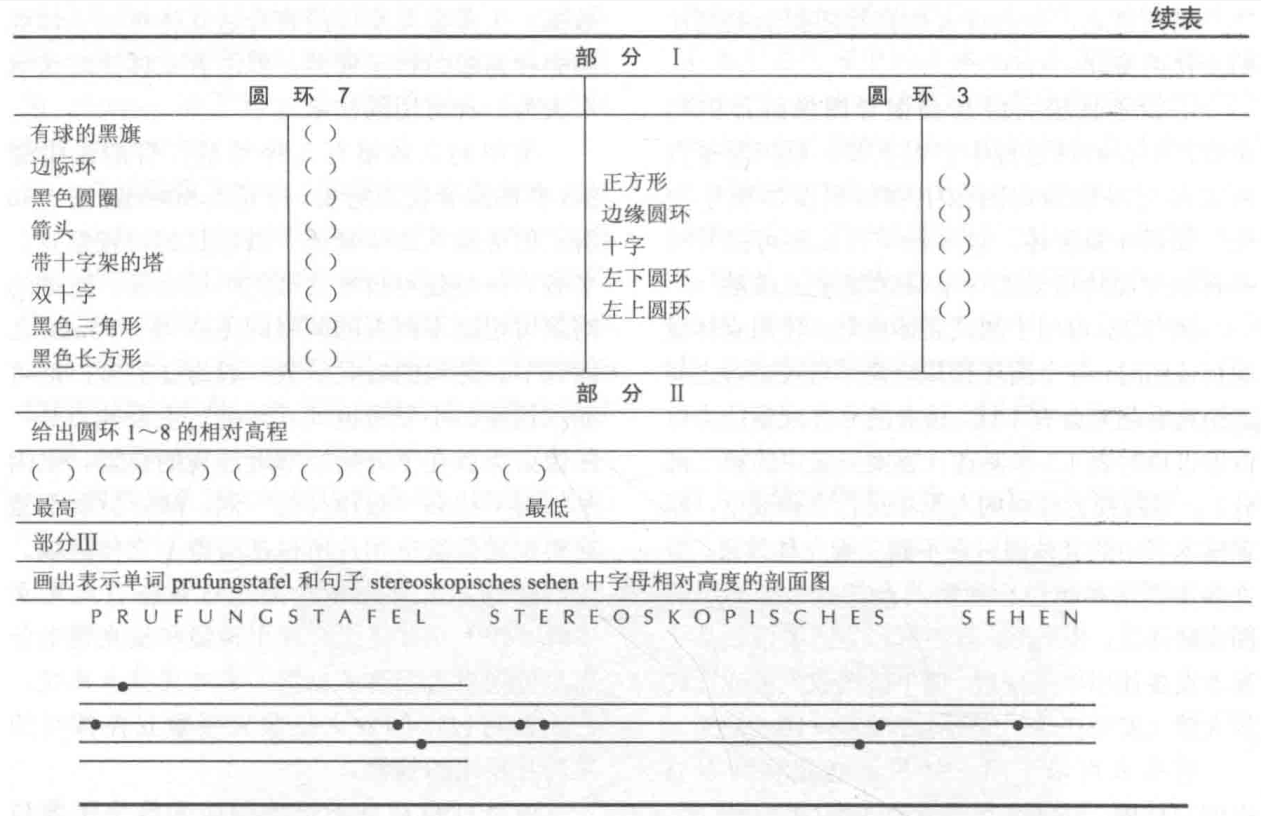 续表
部 分 Ⅰ
圆 环 7 圆 环 3
有球的黑旗 ( )
边际环 ( )
黑色圆圈 ( )
箭头 ( )
带十字架的塔 ( )
双十字 ( )
黑色三角形 ( )
黑色长方形 ( )
正方形 ( )
边缘圆环 ( )
十字 ( )
左下圆环 ( )
左上圆环 ( )
部 分 Ⅱ
给出圆环 1～8 的相对高程
( ) ( ) ( ) ( ) ( ) ( ) ( ) ( )
最高 最低
部分Ⅲ
画出表示单词 prufungstafel 和句子 stereoskopisches sehen 中字母相对高度的剖面图
P R U F U N G S T A F E L S T E R E O S K O P I S C H E S S E H E N